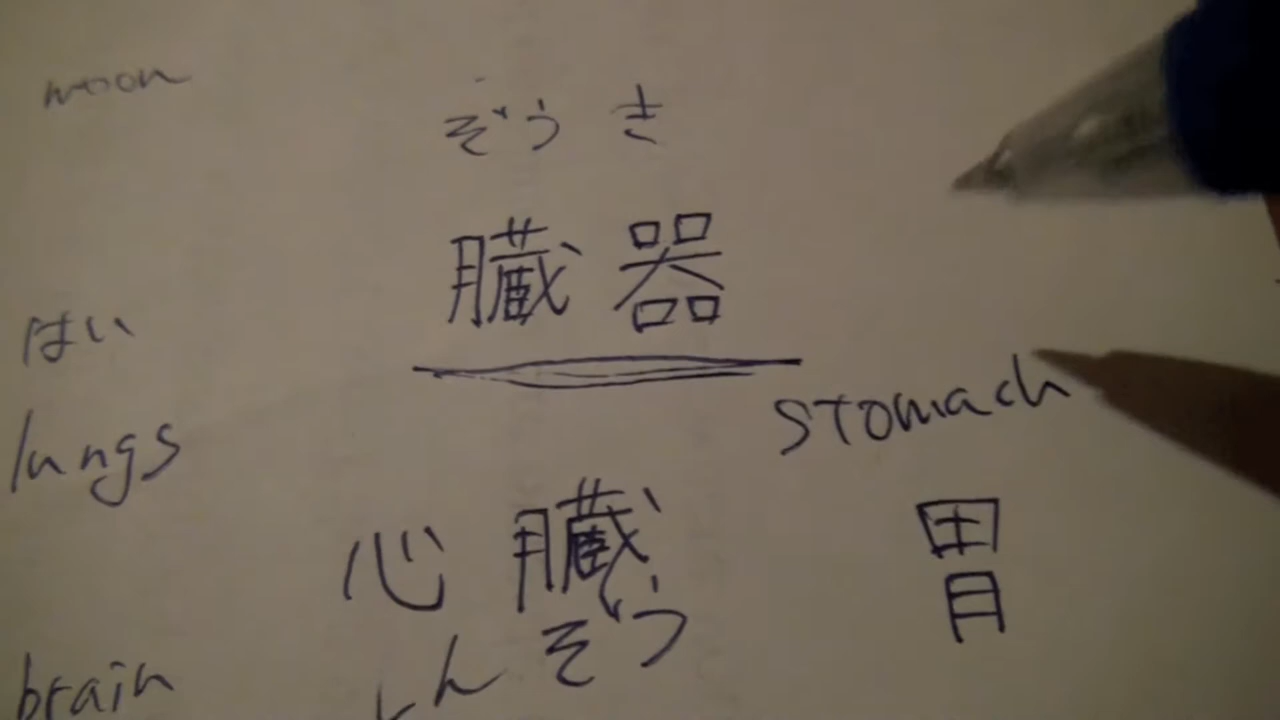 moon
ぞうき
臓器
はい
stomach
lungs
心臓
胃
しんぞう
brain